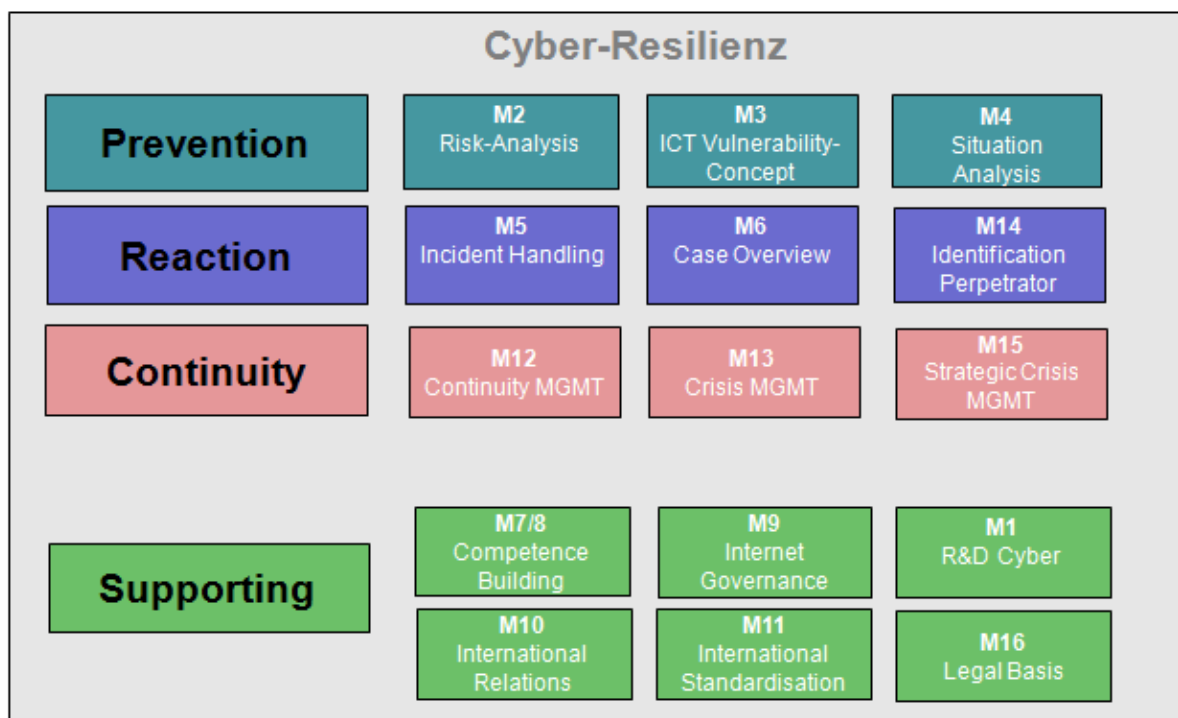 Cyber-Resilienz
Prevention
M2
Risk-Analysis
M3
ICT Vulnerability-
Concept
M4
Situation
Analysis
Reaction
M5
Incident Handling
M6
Case Overview
M14
Identification
Perpetrator
Continuity
M12
Continuity MGMT
M13
Crisis MGMT
M15
Strategic Crisis
MGMT
Supporting
M7/8
Competence
Building
M9
Internet
Governance
M1
R&D Cyber
M10
International
Relations
M11
International
Standardisation
M16
Legal Basis